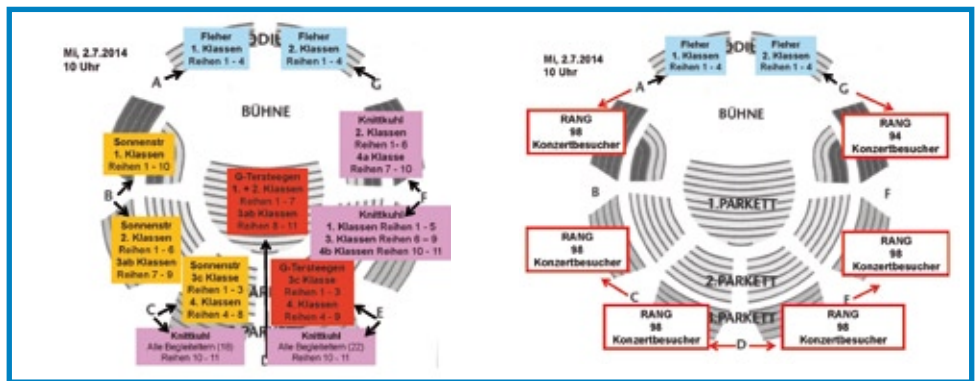 Mi, 2.7.2014
10 Uhr
Fleher
1. Klassen
Reihen 1 - 4
Fleher
2. Klassen
Reihen 1 - 4
A
G
BÜHNE
Sonnenstr
1. Klassen
Reihen 1 - 10
Knittkuhl
2. Klassen
Reihen 1- 6
4a Klasse
Reihen 7 - 10
G-Tersteegen
1. + 2. Klassen
Reihen 1 - 7
3ab Klassen
Reihen 8 - 11
B
F
Sonnenstr
2. Klassen
Reihen 1 - 6
3ab Klassen
Reihen 7 - 9
Knittkuhl
1. Klassen Reihen 1 - 5
3. Klassen Reihen 6 – 9
4b Klassen Reihen 10 - 11
Sonnenstr
3c Klasse
Reihen 1 - 3
4. Klassen
Reihen 4 - 8
G-Tersteegen
3c Klasse
Reihen 1 - 3
4. Klassen
Reihen 4 - 9
C
E
Knittkuhl
Alle Begleiteltern (18)
Reihen 10 - 11
D
Knittkuhl
Alle Begleiteltern (22)
Reihen 10 - 11
Mi, 2.7.2014
10 Uhr
Fleher
1. Klassen
Reihen 1 - 4
Fleher
2. Klassen
Reihen 1 - 4
A
G
BÜHNE
RANG
98
Konzertbesucher
RANG
94
Konzertbesucher
B
F
1.PARKETT
RANG
98
Konzertbesucher
RANG
98
Konzertbesucher
2.PARKETT
C
E
PARKETT
RANG
98
Konzertbesucher
D
RANG
98
Konzertbesucher